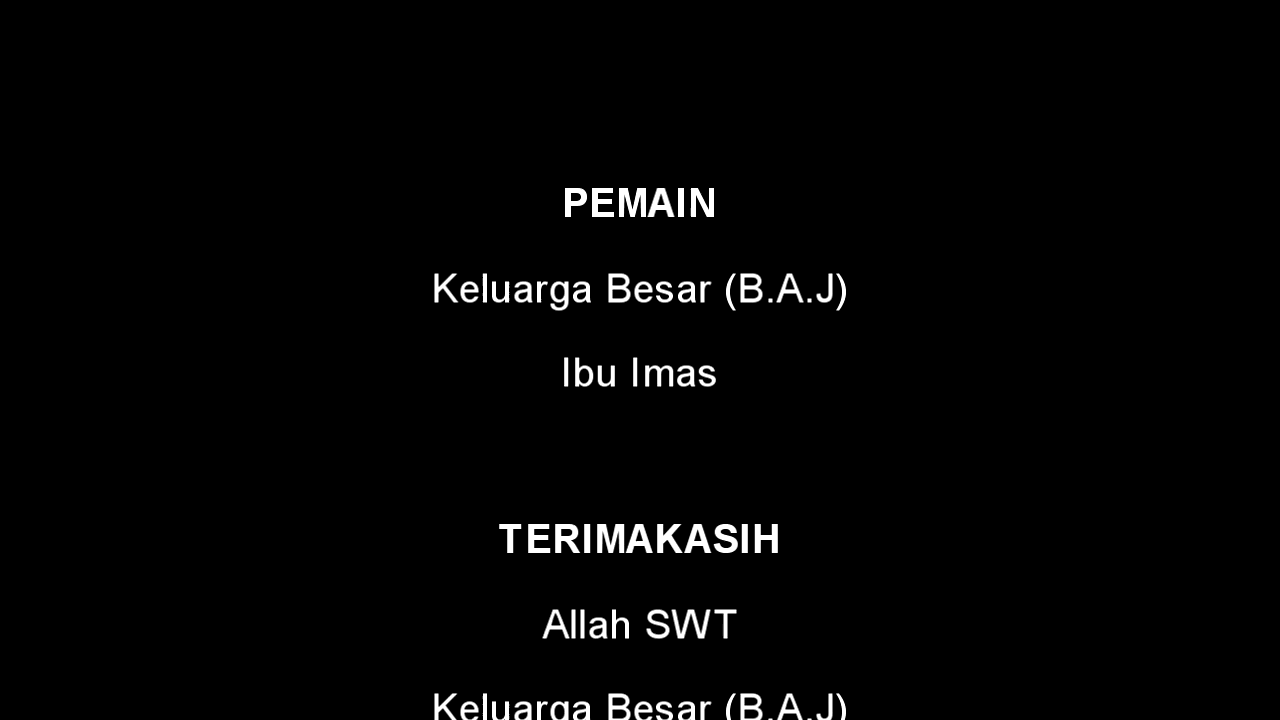 PEMAIN
Keluarga Besar (B.A.J)
Ibu Imas
TERIMAKASIH
Allah SWT
Keluarga Besar (B.A.J)